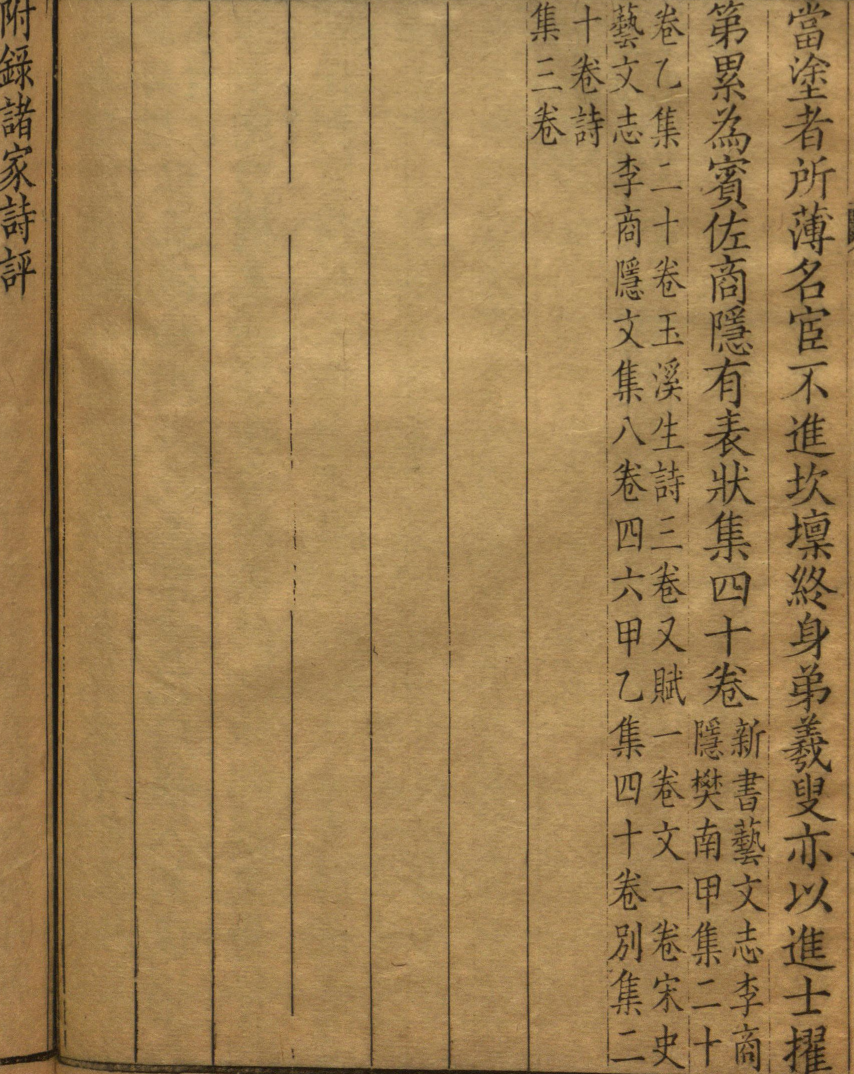 當塗者所薄名宦不進坎壈終身弟羲叟亦以進士擢
第累為賓佐商隱有表狀集四十卷
新書藝文志李商
隱樊南甲集二十
卷乙集二十卷玉溪生詩三卷又賦一卷文一卷宋史
藝文志李商隱文集八卷四六甲乙集四十卷別集二
十卷詩
集三卷
附錄諸家詩評